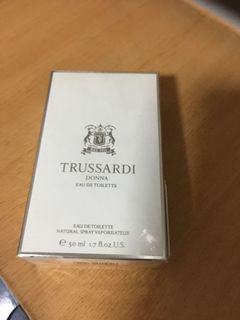 TRUSSARDI
DONNA
EAU DE TOILETTE
EAU DE TOILETTE
NATURAL SPRAY VAPORISATEUR
e 50 ml 1.7 fl.oz.U.S.